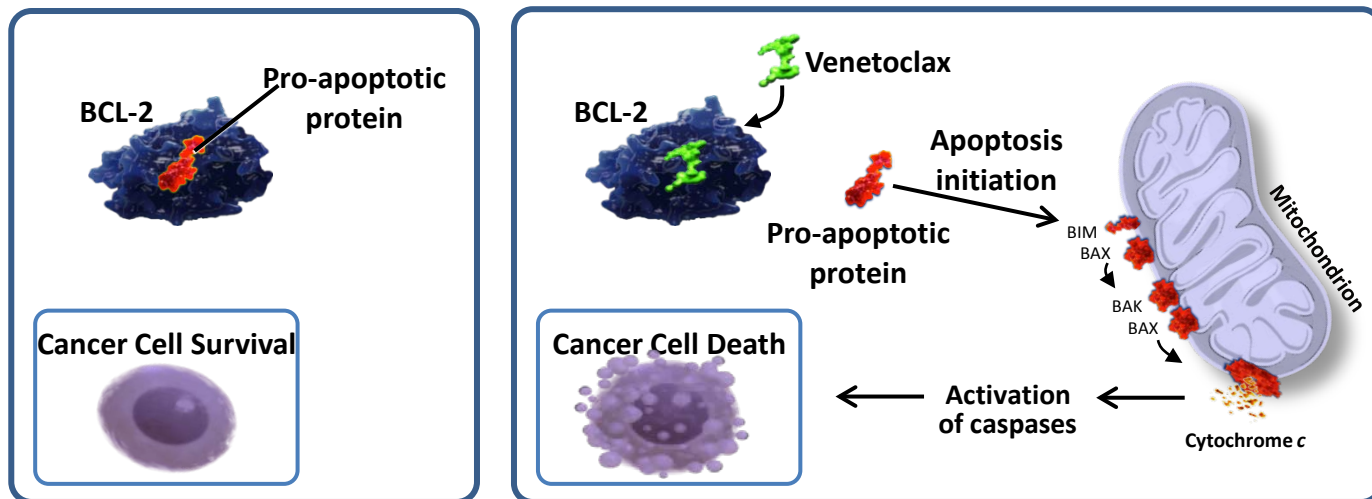 Pro-apoptotic
protein
BCL-2
Cancer Cell Survival
Venetoclax
BCL-2
Apoptosis
initiation
Pro-apoptotic
protein
Mitochondrion
BIM
BAX
BAK
BAX
Cytochrome c
Activation
of caspases
Cancer Cell Death